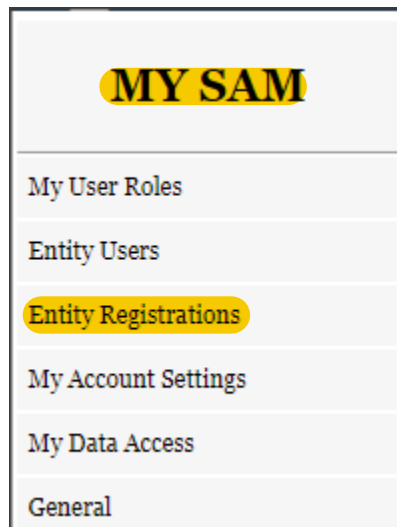 MY SAM
My User Roles
Entity Users
Entity Registrations
My Account Settings
My Data Access
General